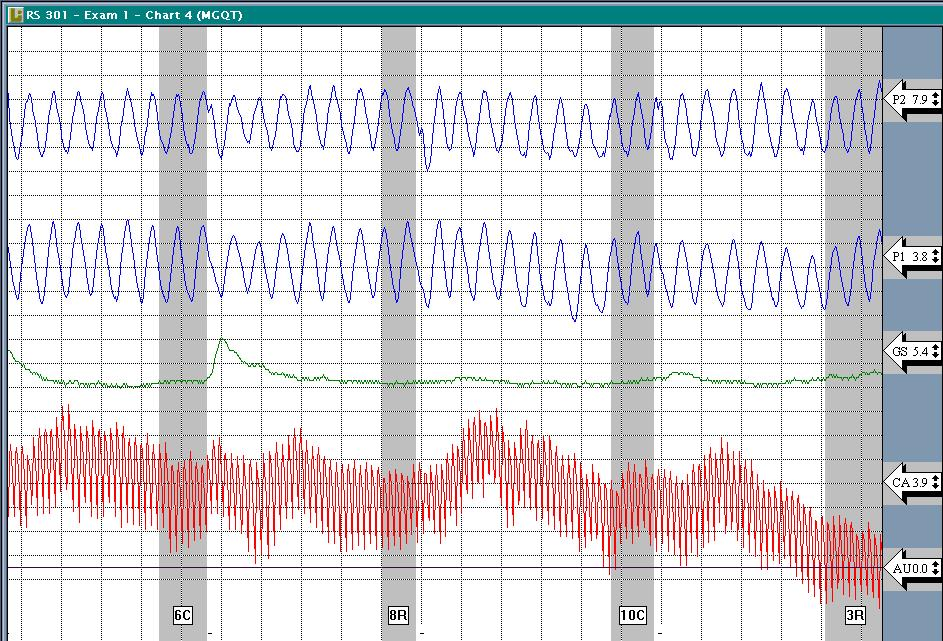 RS 301 - Exam 1 - Chart 4 (MGQT)
P2 7.9
P1 3.8
GS 5.4
CA 3.9
AU 0.0
6C 8R 10C 3R